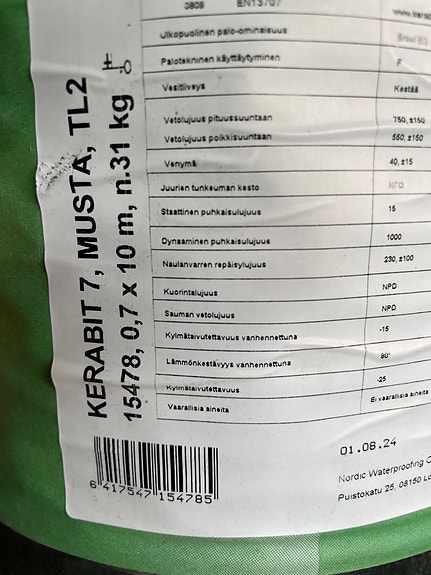 KERABIT 7, MUSTA, TL2
15478, 0,7 x 10 m, n.31 kg
0809 EN13707
Ulkopuolinen palo-ominaisuus
Palotekninen käyttäytyminen F
Vesitiiveys Kestää
Vetolujuus pituussuuntaan 750, ±150
Vetolujuus poikkisuuntaan 550, ±150
Venymä 40, ±15
Juurien tunkeuman kesto NPD
Staattinen puhkaisulujuus 15
Dynaaminen puhkaisulujuus 1000
Naulanvarren repäisylujuus 230, ±100
Kuorintalujuus NPD
Sauman vetolujuus NPD
Kylmätaivutettavuus vanhennettuna -15
Lämmönkestävyys vanhennettuna 80°
Kylmätaivutettavuus -25
Vaarallisia aineita Ei vaarallisia aineita
01.08.24
Nordic Waterproofing
Puistokatu 25, 08150
6 417547 154785